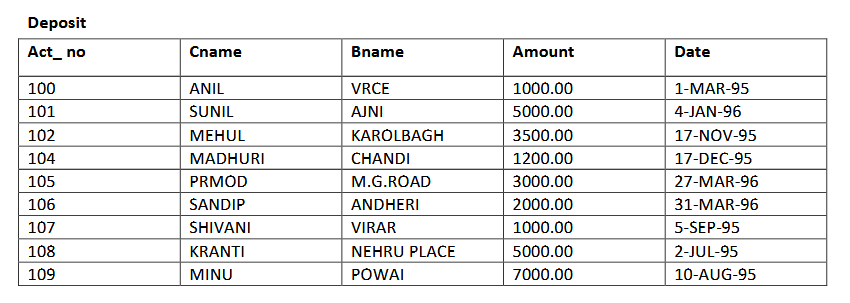 Deposit
Act_ no Cname Bname Amount Date
100 ANIL VRCE 1000.00 1-MAR-95
101 SUNIL AJNI 5000.00 4-JAN-96
102 MEHUL KAROLBAGH 3500.00 17-NOV-95
104 MADHURI CHANDI 1200.00 17-DEC-95
105 PRMOD M.G.ROAD 3000.00 27-MAR-96
106 SANDIP ANDHERI 2000.00 31-MAR-96
107 SHIVANI VIRAR 1000.00 5-SEP-95
108 KRANTI NEHRU PLACE 5000.00 2-JUL-95
109 MINU POWAI 7000.00 10-AUG-95